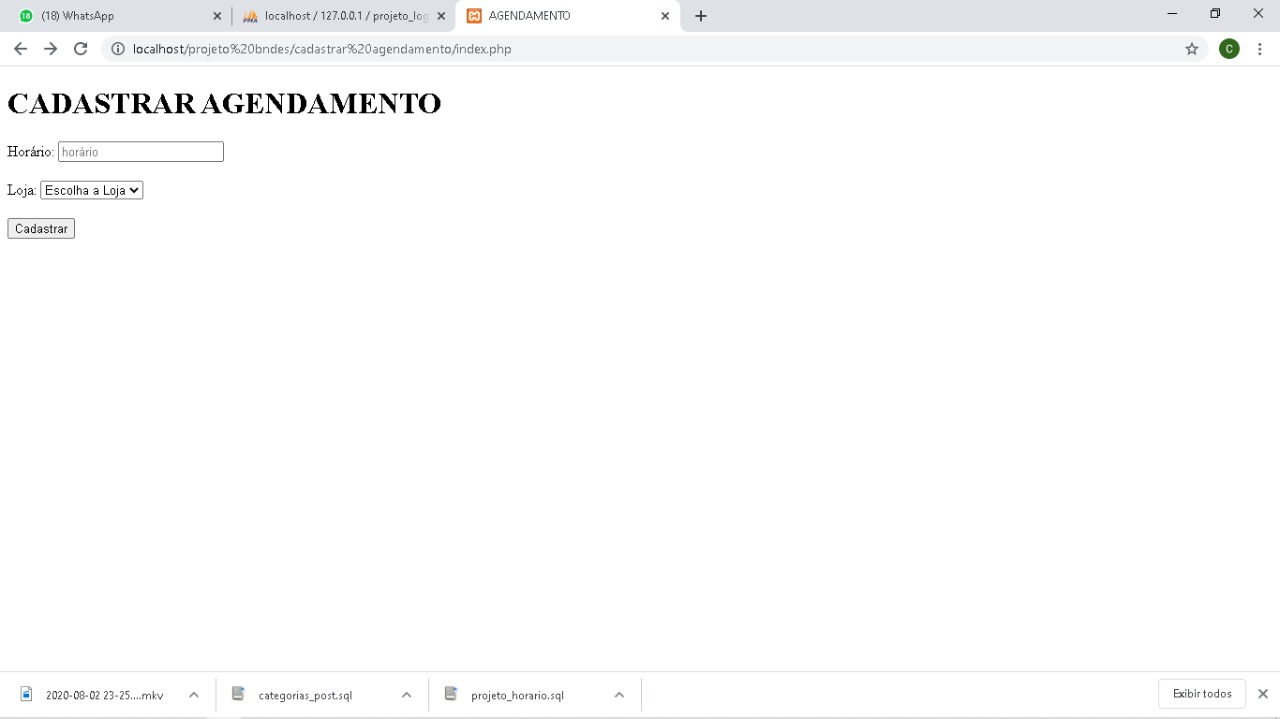 (18) WhatsApp
localhost / 127.0.0.1 / projeto_log
AGENDAMENTO
localhost/projeto%20bndes/cadastrar%20agendamento/index.php
C
CADASTRAR AGENDAMENTO
Horário: horário
Loja: Escolha a Loja
Cadastrar
2020-08-02 23-25....mkv
categorias_post.sql
projeto_horario.sql
Exibir todos